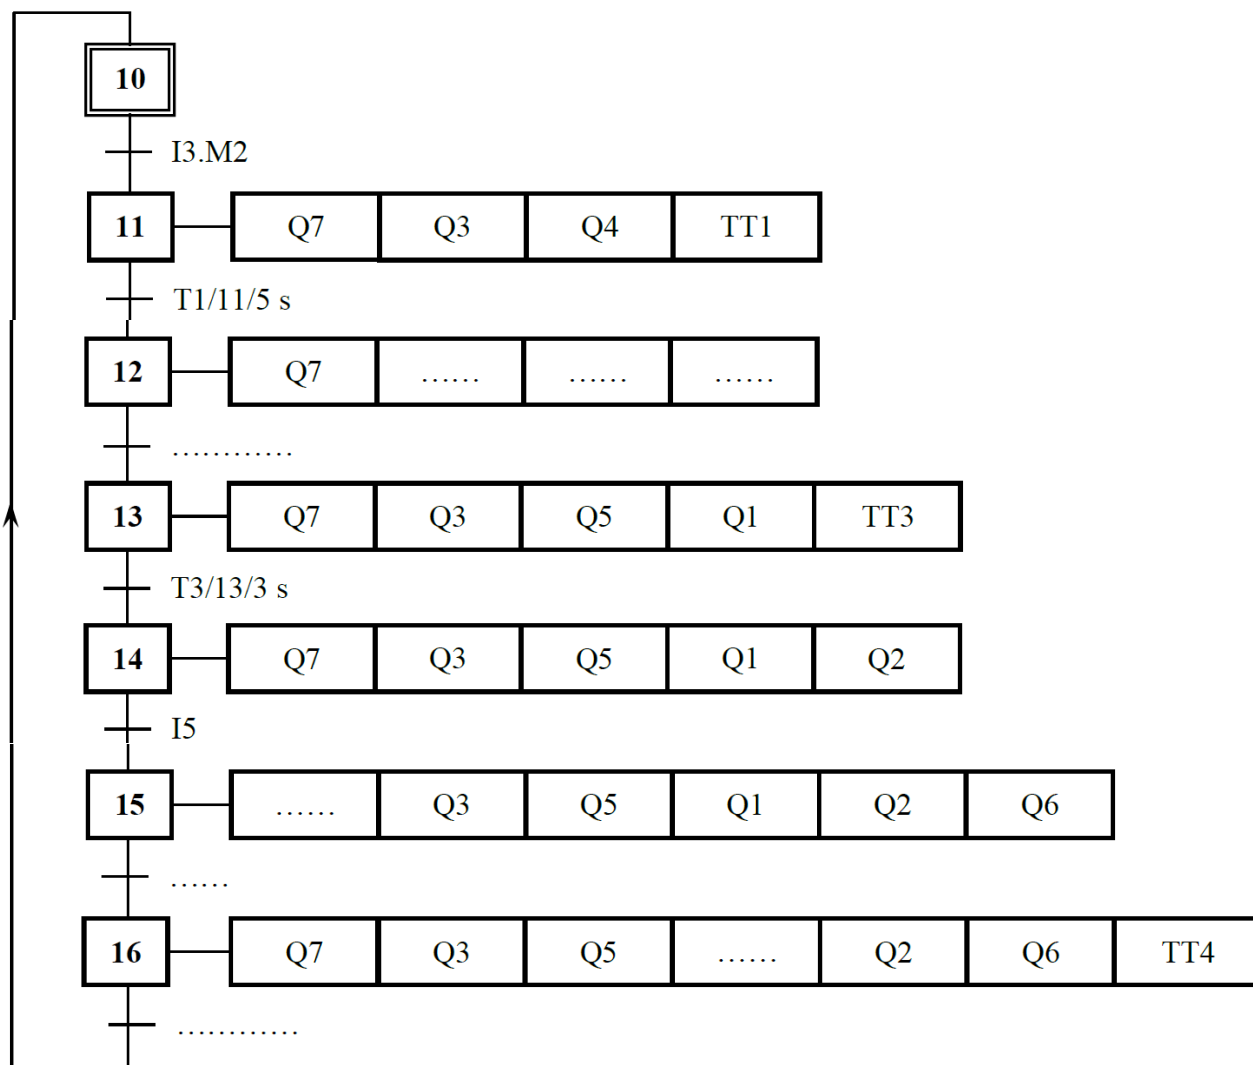 10
I3.M2
11 Q7 Q3 Q4 TT1
T1/11/5 s
12 Q7 …… …… ……
…………
13 Q7 Q3 Q5 Q1 TT3
T3/13/3 s
14 Q7 Q3 Q5 Q1 Q2
I5
15 …… Q3 Q5 Q1 Q2 Q6
……
16 Q7 Q3 Q5 …… Q2 Q6 TT4
…………